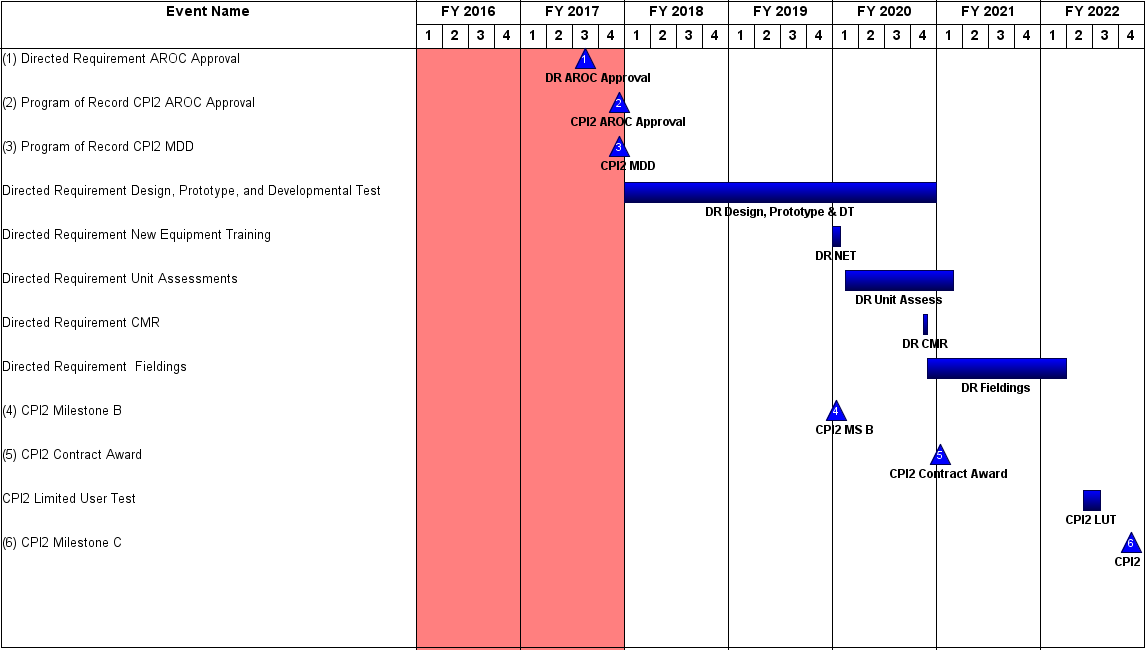 Event Name FY 2016 FY 2017 FY 2018 FY 2019 FY 2020 FY 2021 FY 2022
1 2 3 4 1 2 3 4 1 2 3 4 1 2 3 4 1 2 3 4 1 2 3 4 1 2 3 4
(1) Directed Requirement AROC Approval 1
DR AROC Approval
(2) Program of Record CPI2 AROC Approval 2
CPI2 AROC Approval
(3) Program of Record CPI2 MDD 3
CPI2 MDD
Directed Requirement Design, Prototype, and Developmental Test
DR Design, Prototype & DT
Directed Requirement New Equipment Training
DR NET
Directed Requirement Unit Assessments
DR Unit Assess
Directed Requirement CMR
DR CMR
Directed Requirement Fieldings
DR Fieldings
(4) CPI2 Milestone B 4
CPI2 MS B
(5) CPI2 Contract Award 5
CPI2 Contract Award
CPI2 Limited User Test
CPI2 LUT
(6) CPI2 Milestone C 6
CPI2